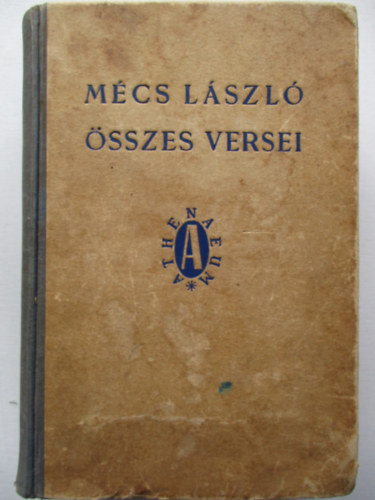 MÉCS LÁSZLÓ
ÖSSZES VERSEI
ATHENAEUM *
A